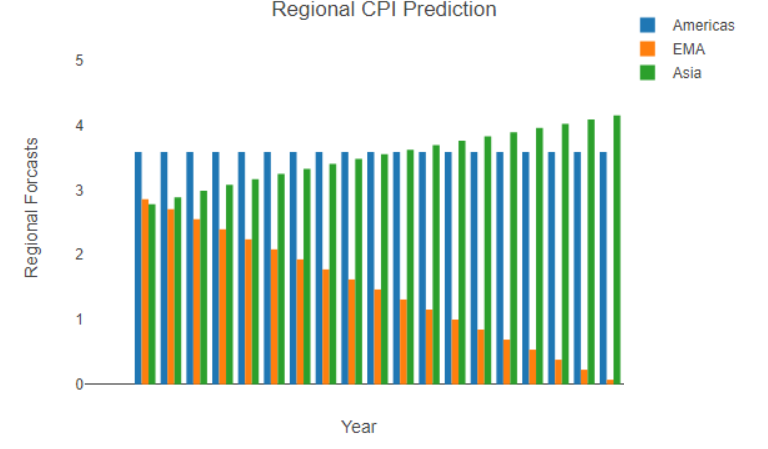 Regional CPI Prediction
Americas
EMA
Asia
5
4
3
2
1
0
Regional Forcasts
Year